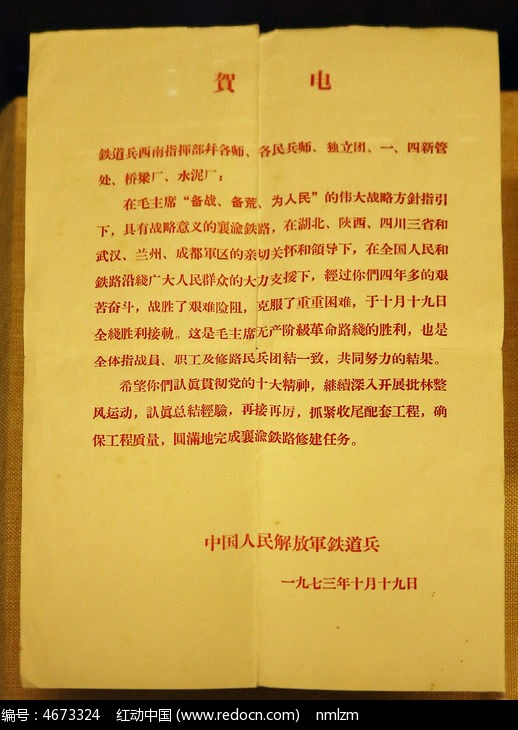 賀 电
鉄道兵西南指揮部幷各师、各民兵师、独立团、一、四新管
处、桥梁厂、水泥厂：
在毛主席“备战、备荒、为人民”的伟大战略方針指引
下，具有战略意义的襄渝鉄路，在湖北、陝西、四川三省和
武汉、兰州、成都軍区的亲切关怀和領导下，在全国人民和
鉄路沿綫广大人民群众的大力支援下，經过你們四年多的艰
苦奋斗，战胜了艰难险阻，克服了重重困难，于十月十九日
全綫胜利接軌。这是毛主席无产阶級革命路綫的胜利，也是
全体指战員、职工及修路民兵团結一致，共同努力的結果。
希望你們認眞貫彻党的十大精神，継續深入开展批林整
风运动，認眞总結經驗，再接再厉，抓紧收尾配套工程，确
保工程质量，圆滿地完成襄渝鉄路修建任务。
中国人民解放軍鉄道兵
一九七三年十月十九日
编号：4673324 红动中国 (www.redocn.com) nmlzm